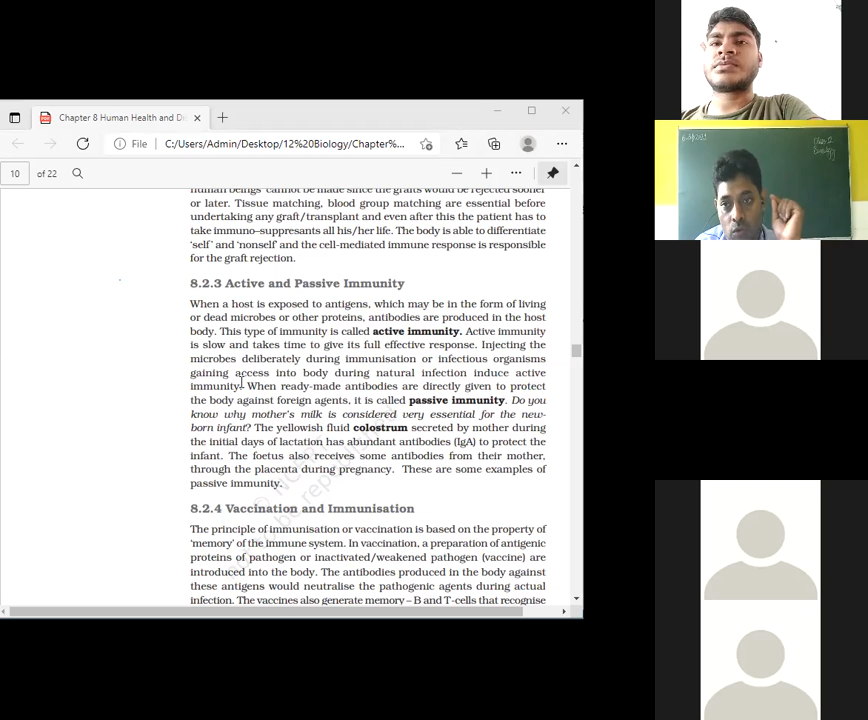 Chapter 8 Human Health and Di
File
C:/Users/Admin/Desktop/12%20Biology/Chapter%...
10 of 22
human beings cannot be made since the grafts would be rejected sooner
or later. Tissue matching, blood group matching are essential before
undertaking any graft/transplant and even after this the patient has to
take immuno–suppresants all his/her life. The body is able to differentiate
'self' and 'nonself' and the cell-mediated immune response is responsible
for the graft rejection.
8.2.3 Active and Passive Immunity
When a host is exposed to antigens, which may be in the form of living
or dead microbes or other proteins, antibodies are produced in the host
body. This type of immunity is called active immunity. Active immunity
is slow and takes time to give its full effective response. Injecting the
microbes deliberately during immunisation or infectious organisms
gaining access into body during natural infection induce active
immunity. When ready-made antibodies are directly given to protect
the body against foreign agents, it is called passive immunity. Do you
know why mother's milk is considered very essential for the new-
born infant? The yellowish fluid colostrum secreted by mother during
the initial days of lactation has abundant antibodies (IgA) to protect the
infant. The foetus also receives some antibodies from their mother,
through the placenta during pregnancy. These are some examples of
passive immunity.
8.2.4 Vaccination and Immunisation
The principle of immunisation or vaccination is based on the property of
'memory' of the immune system. In vaccination, a preparation of antigenic
proteins of pathogen or inactivated/weakened pathogen (vaccine) are
introduced into the body. The antibodies produced in the body against
these antigens would neutralise the pathogenic agents during actual
infection. The vaccines also generate memory – B and T-cells that recognise